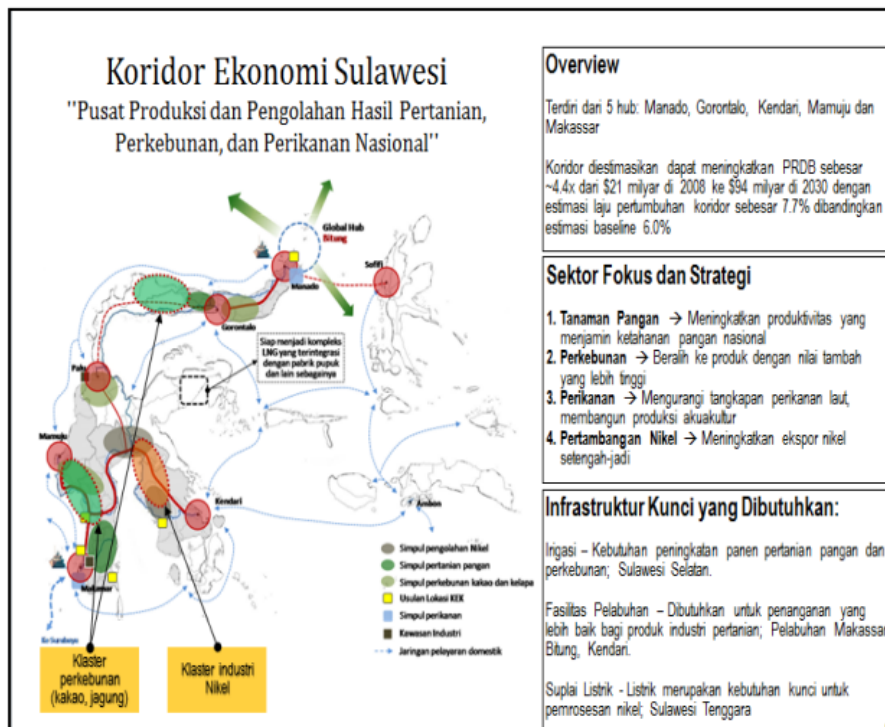 Koridor Ekonomi Sulawesi
"Pusat Produksi dan Pengolahan Hasil Pertanian,
Perkebunan, dan Perikanan Nasional"
Global Hub
Bitung
Sofifi
Manado
Gorontalo
Siap menjadi kompleks
LNG yang terintegrasi
dengan pabrik pupuk
dan lain sebagainya
Palu
Mamuju
Kendari
Ambon
Makassar
Ke Surabaya
Simpul pengolahan Nikel
Simpul pertanian pangan
Simpul perkebunan kakao dan kelapa
Usulan Lokasi KEK
Simpul perikanan
Kawasan Industri
Jaringan pelayaran domestik
Klaster
perkebunan
(kakao, jagung)
Klaster industri
Nikel
Overview
Terdiri dari 5 hub: Manado, Gorontalo, Kendari, Mamuju dan
Makassar
Koridor diestimasikan dapat meningkatkan PRDB sebesar
~4.4x dari $21 milyar di 2008 ke $94 milyar di 2030 dengan
estimasi laju pertumbuhan koridor sebesar 7.7% dibandingkan
estimasi baseline 6.0%
Sektor Fokus dan Strategi
1. Tanaman Pangan → Meningkatkan produktivitas yang
menjamin ketahanan pangan nasional
2. Perkebunan → Beralih ke produk dengan nilai tambah
yang lebih tinggi
3. Perikanan → Mengurangi tangkapan perikanan laut,
membangun produksi akuakultur
4. Pertambangan Nikel → Meningkatkan ekspor nikel
setengah-jadi
Infrastruktur Kunci yang Dibutuhkan:
Irigasi – Kebutuhan peningkatan panen pertanian pangan dan
perkebunan; Sulawesi Selatan.
Fasilitas Pelabuhan – Dibutuhkan untuk penanganan yang
lebih baik bagi produk industri pertanian; Pelabuhan Makassar
Bitung, Kendari.
Suplai Listrik - Listrik merupakan kebutuhan kunci untuk
pemrosesan nikel; Sulawesi Tenggara